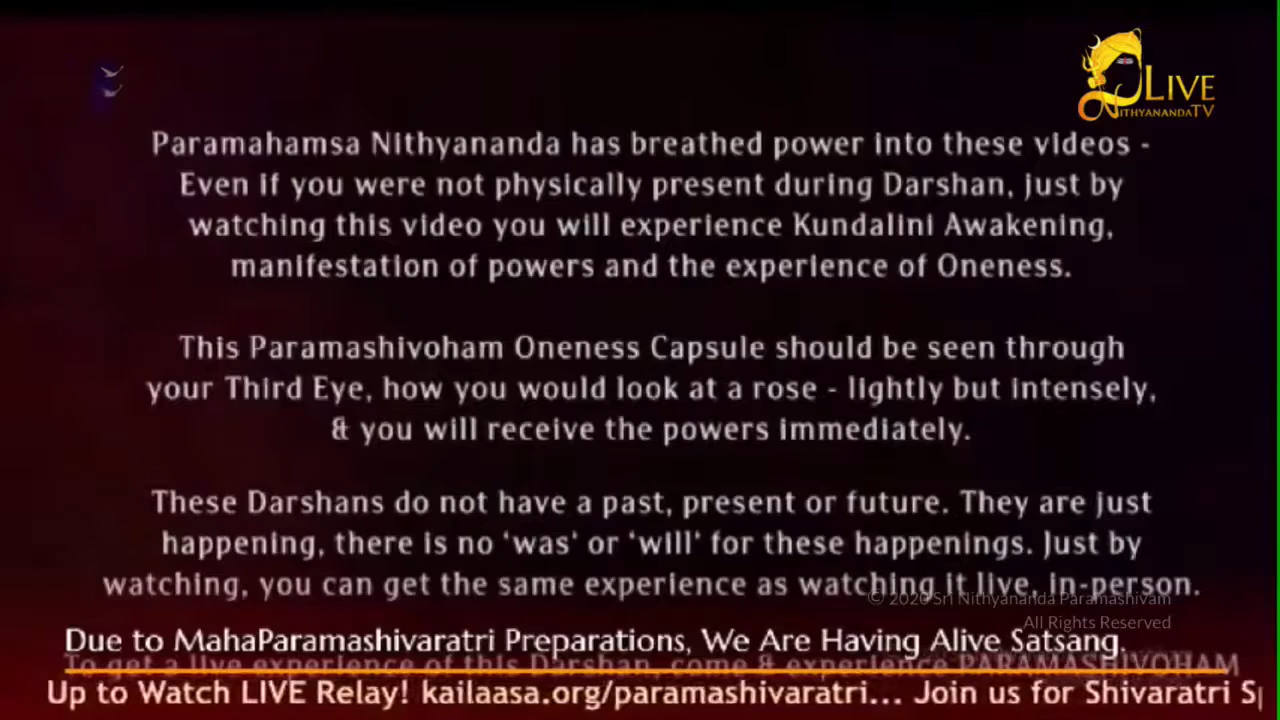 LIVE
NITHYANANDATV
Paramahamsa Nithyananda has breathed power into these videos -
Even if you were not physically present during Darshan, just by
watching this video you will experience Kundalini Awakening,
manifestation of powers and the experience of Oneness.
This Paramashivoham Oneness Capsule should be seen through
your Third Eye, how you would look at a rose - lightly but intensely,
& you will receive the powers immediately.
These Darshans do not have a past, present or future. They are just
happening, there is no ‘was’ or ‘will’ for these happenings. Just by
watching, you can get the same experience as watching it live, in-person.
© 2020 Sri Nithyananda Paramashivam
All Rights Reserved
Due to MahaParamashivaratri Preparations, We Are Having Alive Satsang.
To get a live experience of this Darshan, come & experience PARAMASHIVOHAM
Up to Watch LIVE Relay! kailaasa.org/paramashivaratri... Join us for Shivaratri S